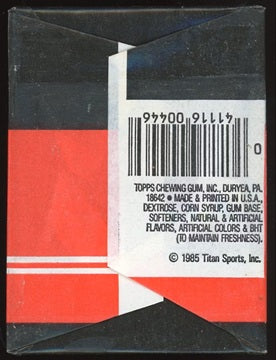 41116 00446
0
TOPPS CHEWING GUM, INC., DURYEA, PA.
18642 ● MADE & PRINTED IN U.S.A.,
DEXTROSE, CORN SYRUP, GUM BASE,
SOFTENERS, NATURAL & ARTIFICIAL
FLAVORS, ARTIFICIAL COLORS & BHT
(TO MAINTAIN FRESHNESS).
© 1985 Titan Sports, Inc.